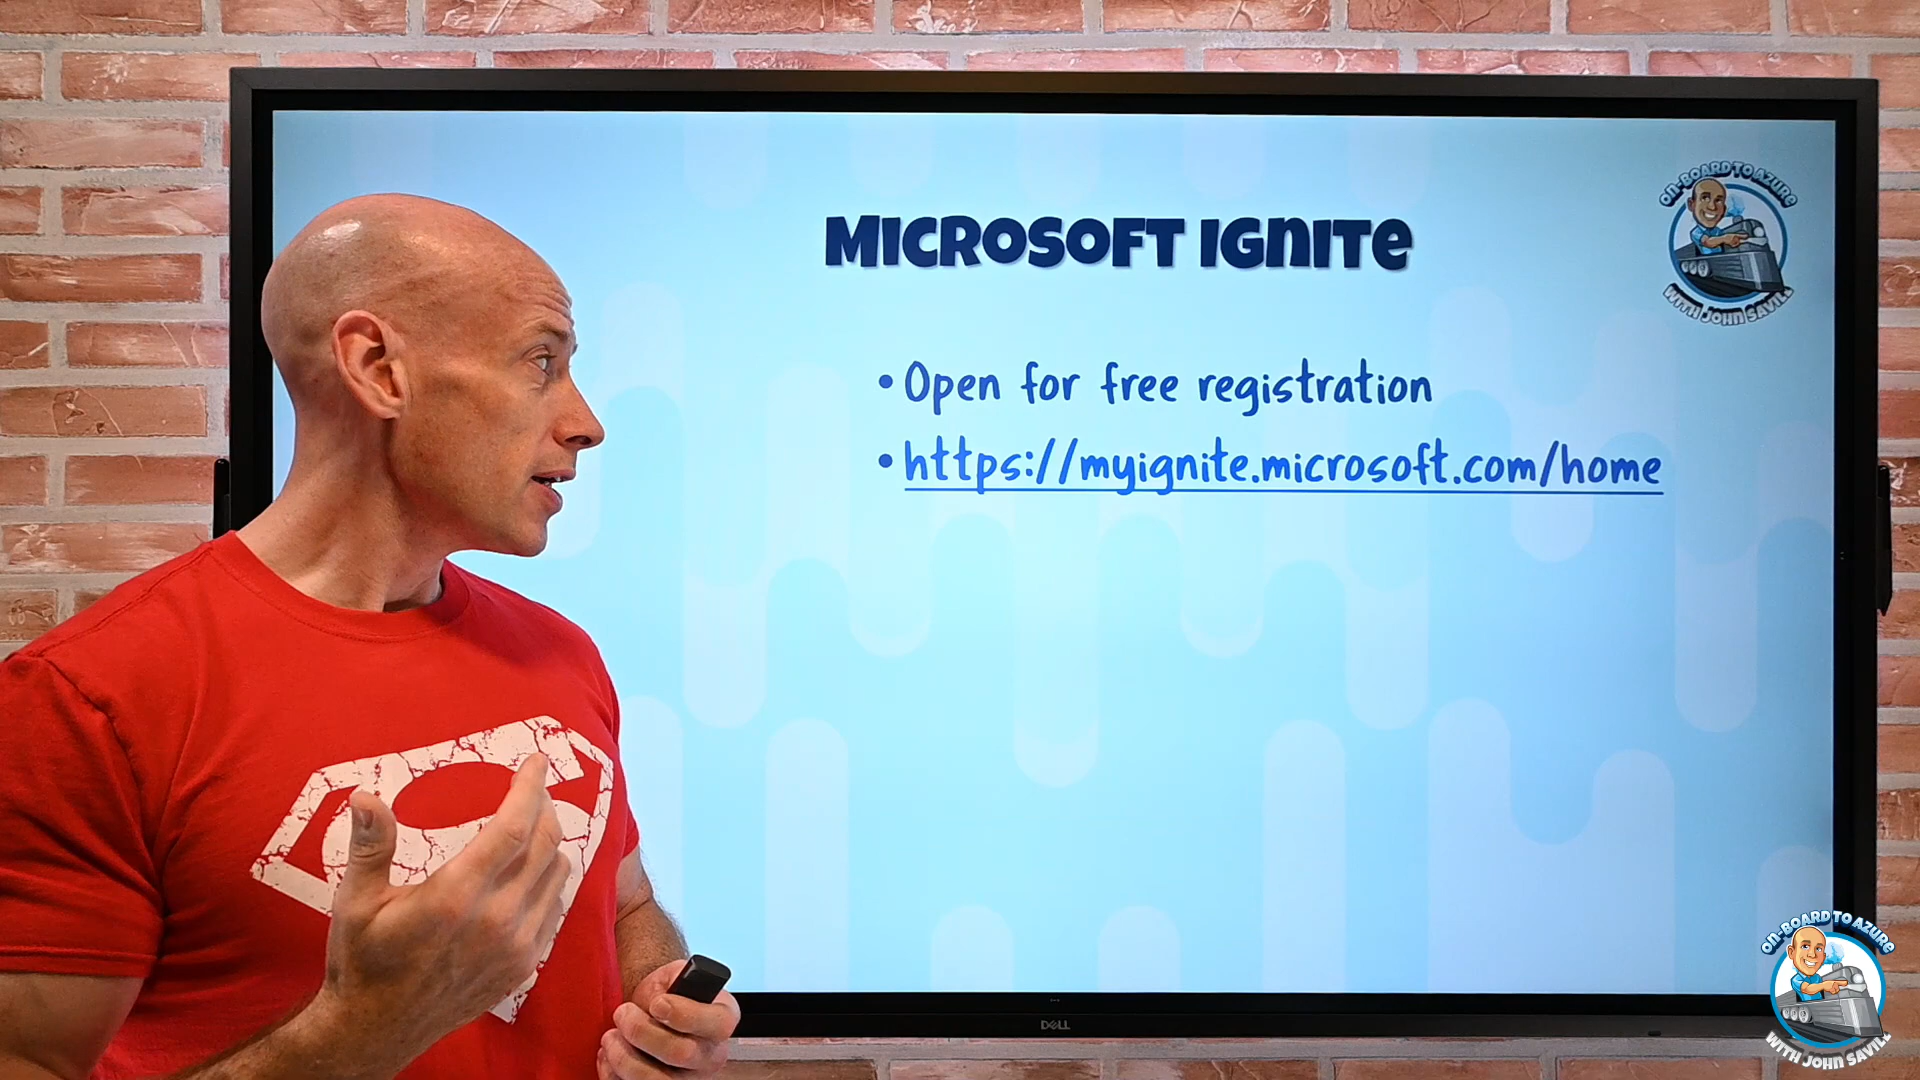 ON-BOARD TO AZURE
MICROSOFT IGNITE
WITH JOHN SAVILL
• Open for free registration
• https://myignite.microsoft.com/home
DELL
ON-BOARD TO AZURE
WITH JOHN SAVILL